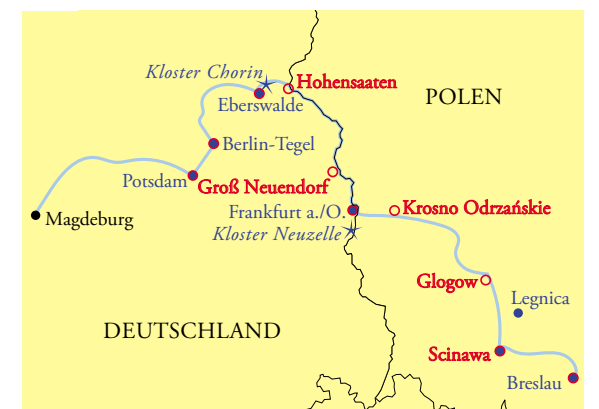 Kloster Chorin
Hohensaaten
POLEN
Eberswalde
Berlin-Tegel
Potsdam
Groß Neuendorf
Frankfurt a./O.
Krosno Odrzańskie
Magdeburg
Kloster Neuzelle
Glogow
Legnica
DEUTSCHLAND
Scinawa
Breslau